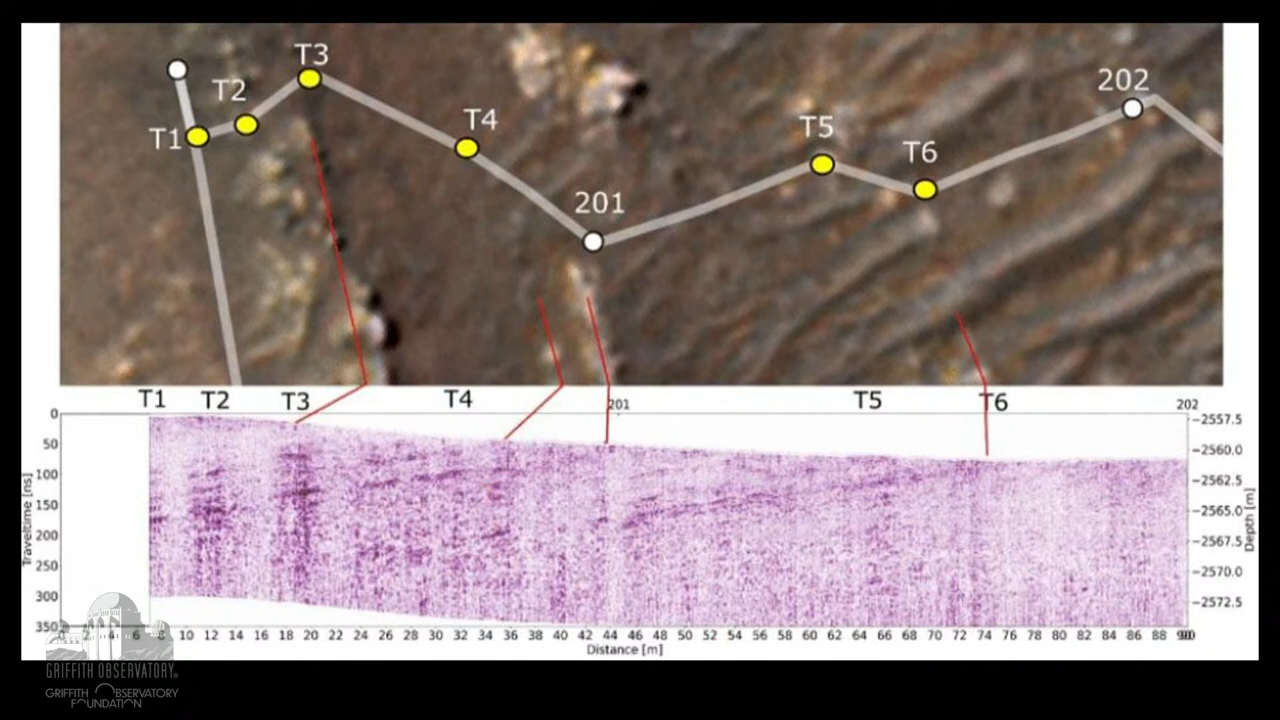 T3
202
T2
T4
T5
T1
T6
201
T1 T2 T3 T4 T5 T6
201 202
0
50
100
150
200
250
300
350
Traveltime [ns]
−2557.5
−2560.0
−2562.5
−2565.0
−2567.5
−2570.0
−2572.5
Depth [m]
2 4 6 8 10 12 14 16 18 20 22 24 26 28 30 32 34 36 38 40 42 44 46 48 50 52 54 56 58 60 62 64 66 68 70 72 74 76 78 80 82 84 86 88 90
Distance [m]
GRIFFITH OBSERVATORY
GRIFFITH OBSERVATORY
FOUNDATION